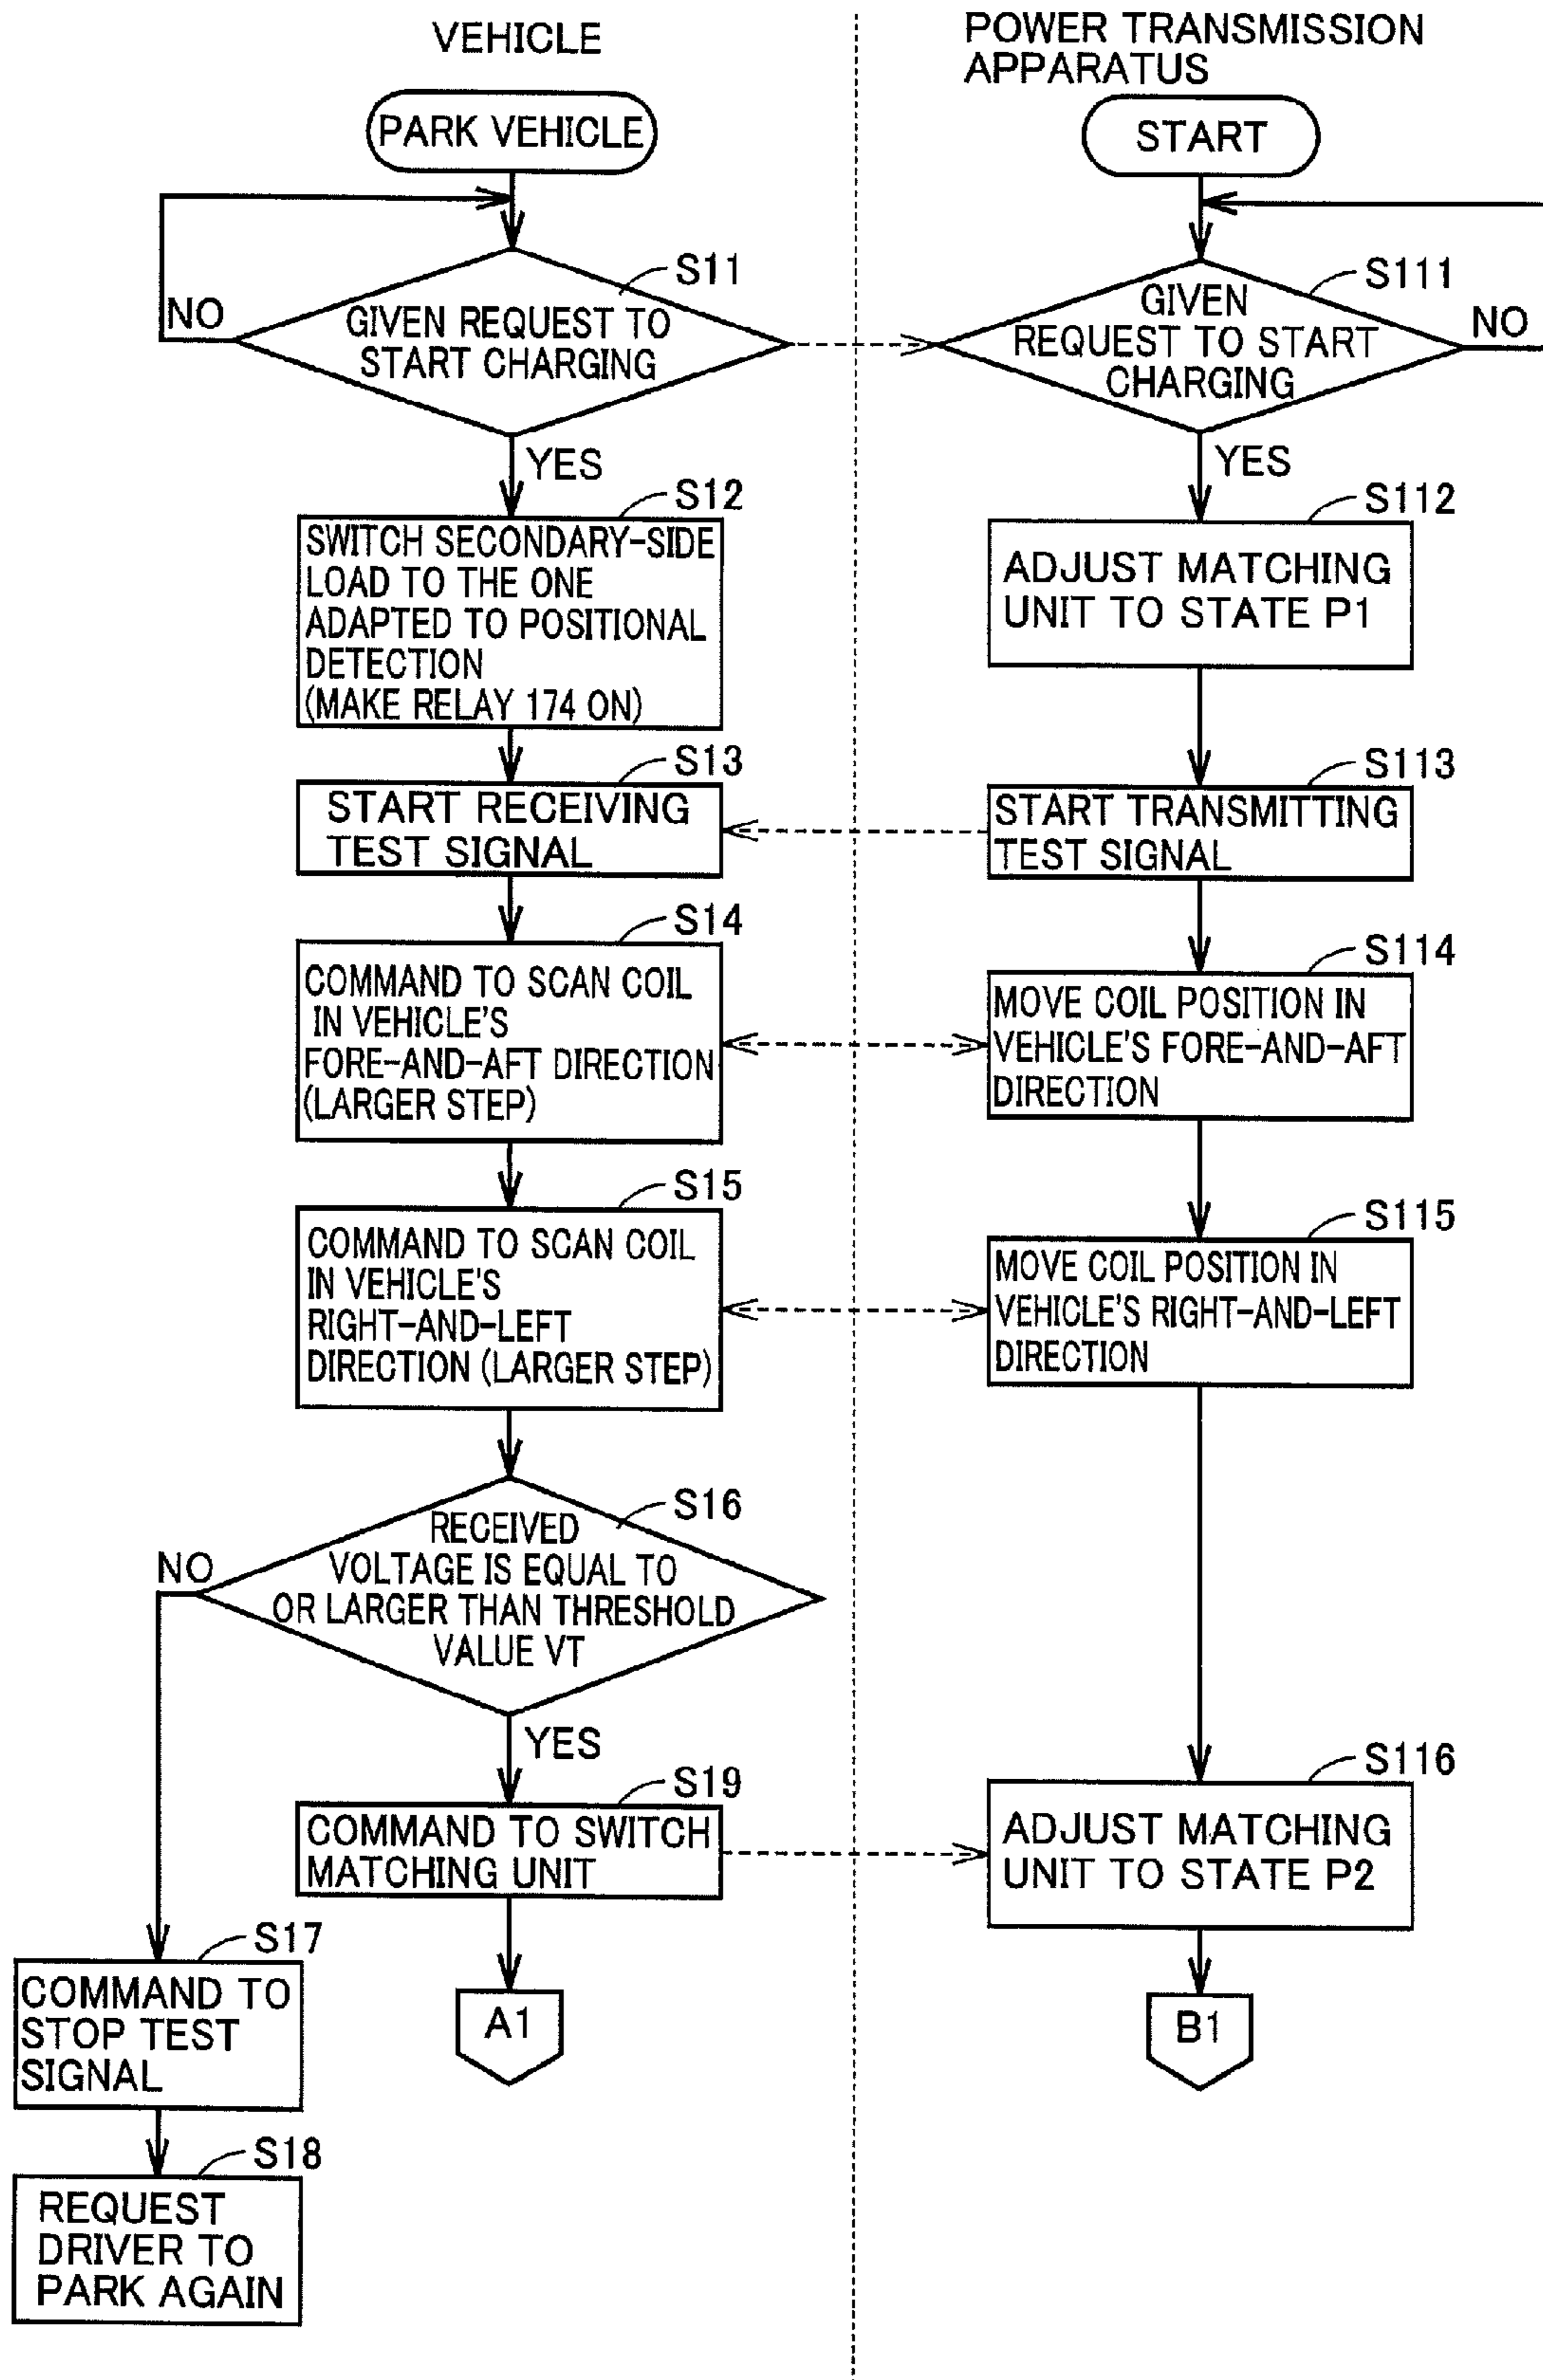 VEHICLE
PARK VEHICLE
S11
NO
GIVEN REQUEST TO
START CHARGING
YES
S12
SWITCH SECONDARY-SIDE
LOAD TO THE ONE
ADAPTED TO POSITIONAL
DETECTION
(MAKE RELAY 174 ON)
S13
START RECEIVING
TEST SIGNAL
S14
COMMAND TO SCAN COIL
IN VEHICLE'S
FORE-AND-AFT DIRECTION
(LARGER STEP)
S15
COMMAND TO SCAN COIL
IN VEHICLE'S
RIGHT-AND-LEFT
DIRECTION (LARGER STEP)
S16
NO
RECEIVED
VOLTAGE IS EQUAL TO
OR LARGER THAN THRESHOLD
VALUE VT
YES
S19
COMMAND TO SWITCH
MATCHING UNIT
A1
S17
COMMAND TO
STOP TEST
SIGNAL
S18
REQUEST
DRIVER TO
PARK AGAIN
POWER TRANSMISSION
APPARATUS
START
S111
GIVEN
REQUEST TO START
CHARGING
NO
YES
S112
ADJUST MATCHING
UNIT TO STATE P1
S113
START TRANSMITTING
TEST SIGNAL
S114
MOVE COIL POSITION IN
VEHICLE'S FORE-AND-AFT
DIRECTION
S115
MOVE COIL POSITION IN
VEHICLE'S RIGHT-AND-LEFT
DIRECTION
S116
ADJUST MATCHING
UNIT TO STATE P2
B1